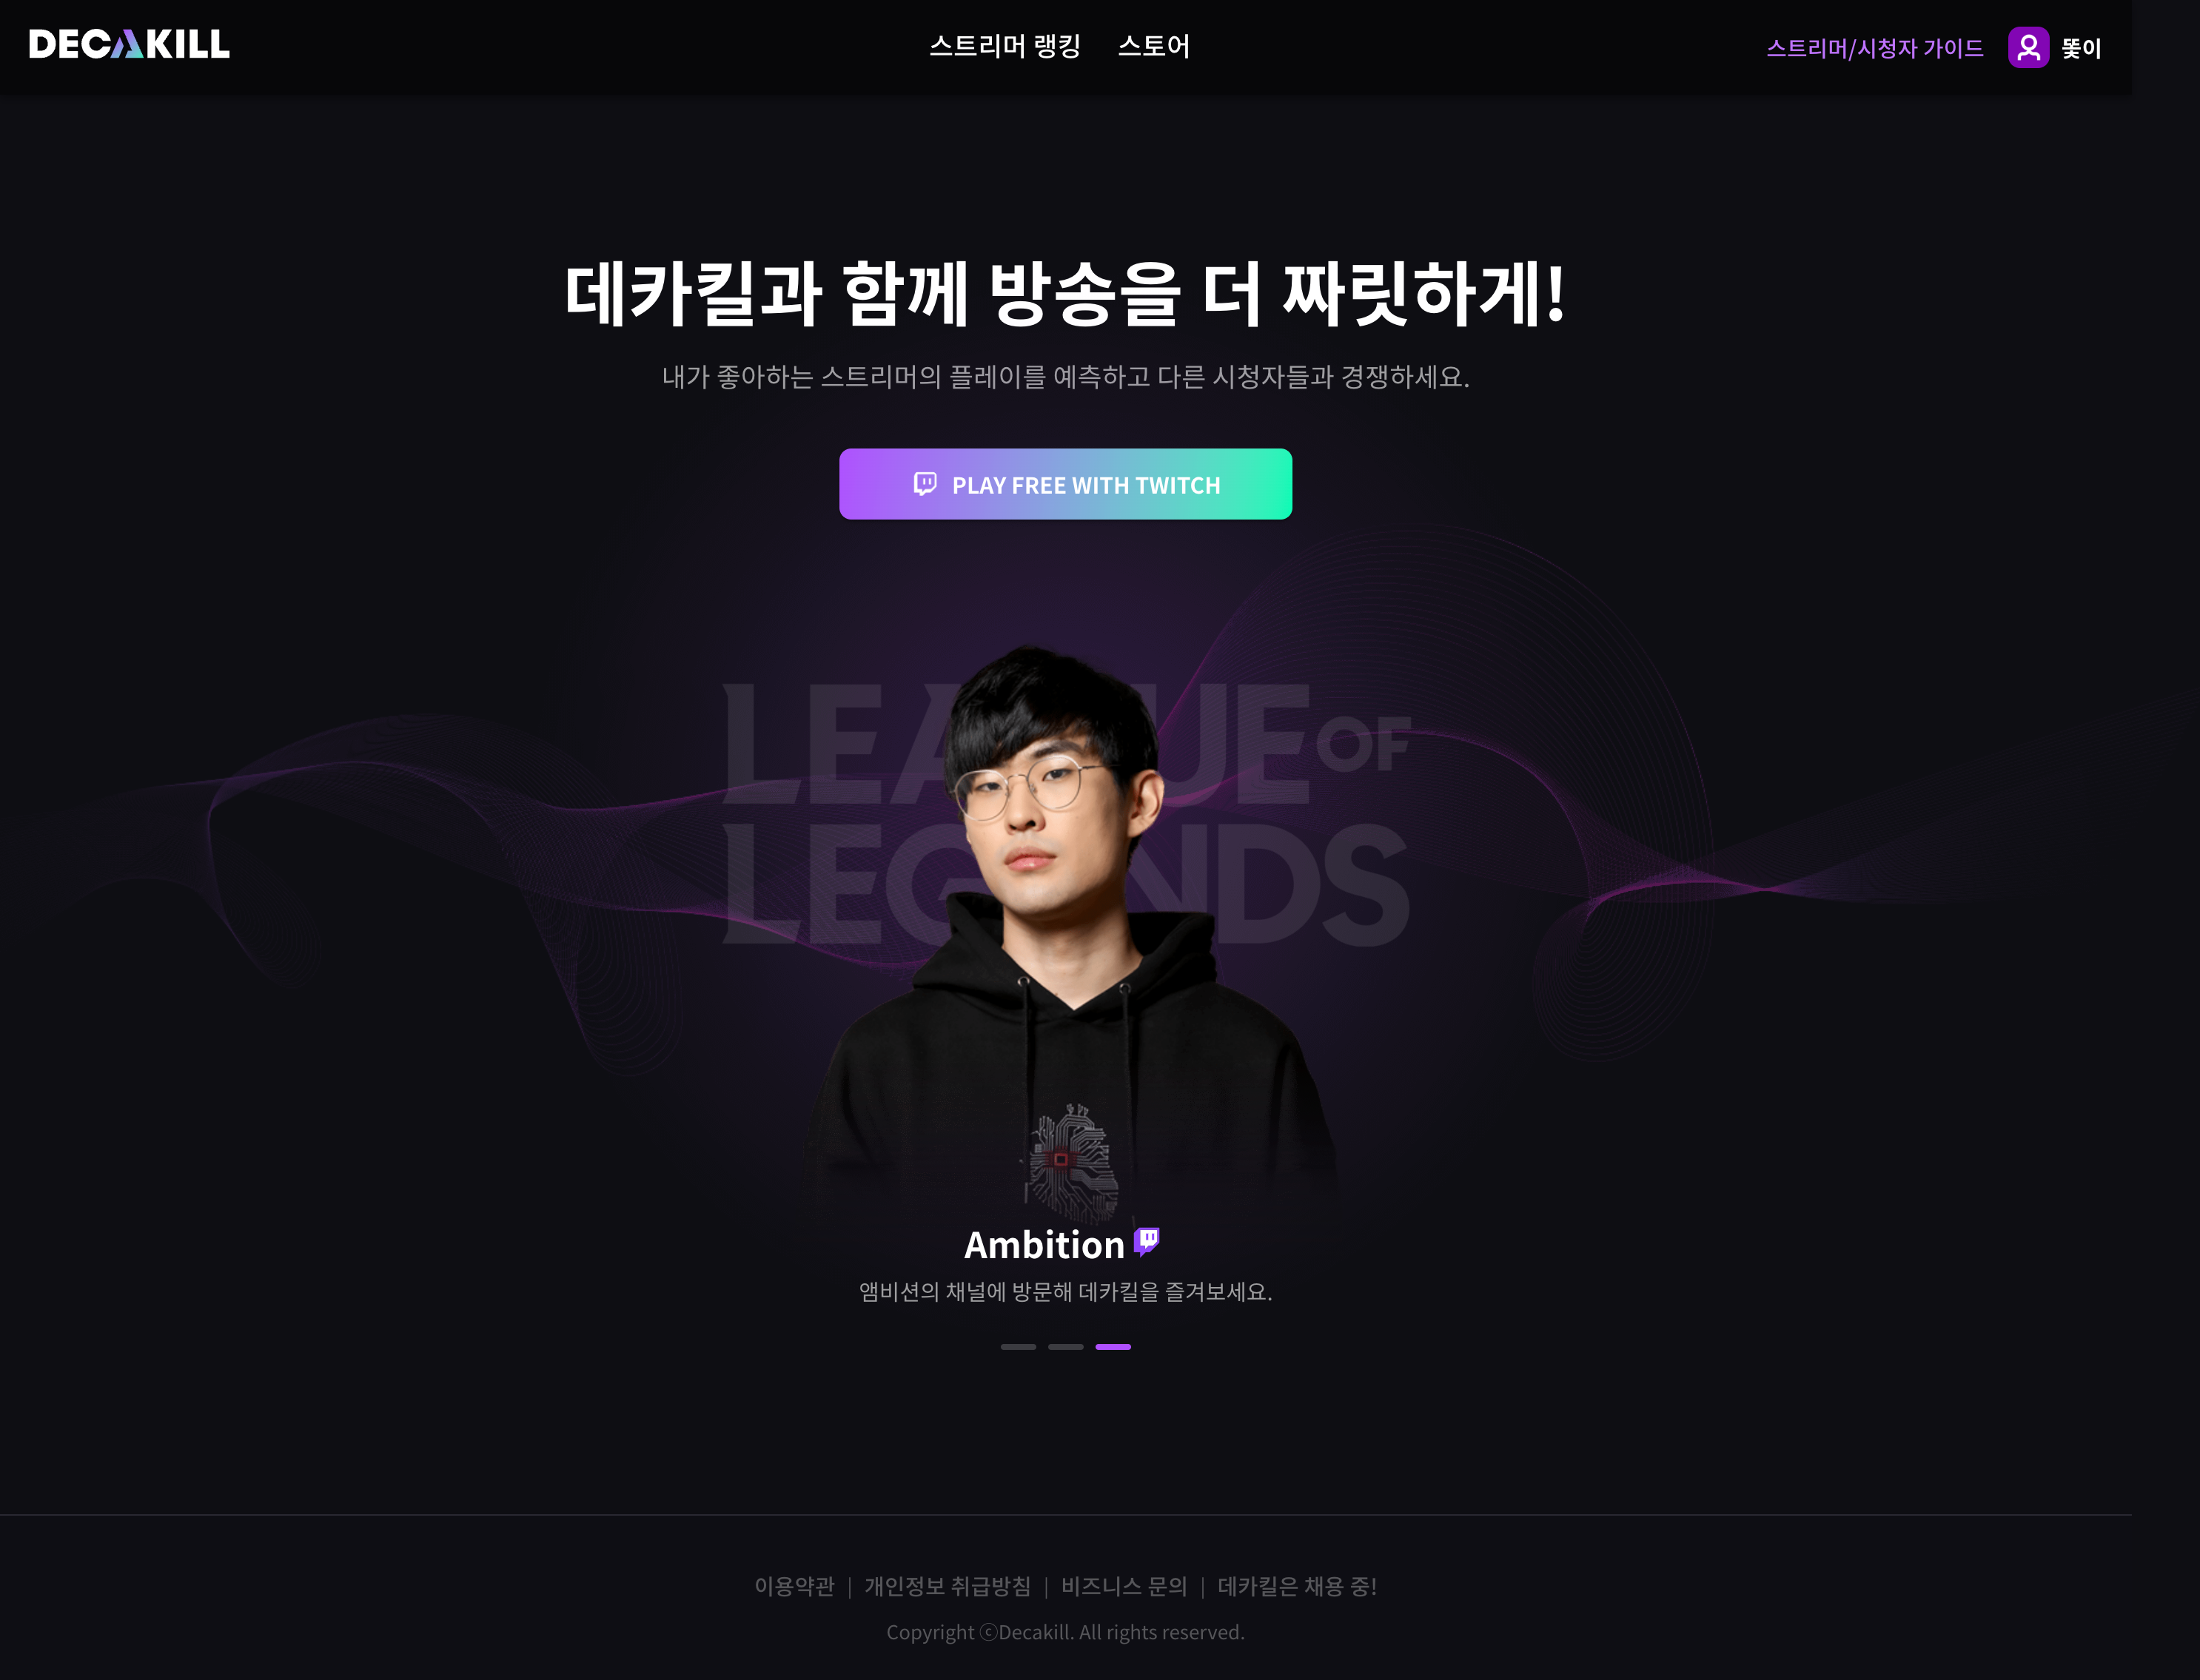 DECAKILL
스트리머 랭킹
스토어
스트리머/시청자 가이드
똧이
데카킬과 함께 방송을 더 짜릿하게!
내가 좋아하는 스트리머의 플레이를 예측하고 다른 시청자들과 경쟁하세요.
PLAY FREE WITH TWITCH
LEAGUE OF
LEGENDS
Ambition
앰비션의 채널에 방문해 데카킬을 즐겨보세요.
이용약관 | 개인정보 취급방침 | 비즈니스 문의 | 데카킬은 채용 중!
Copyright ⓒDecakill. All rights reserved.